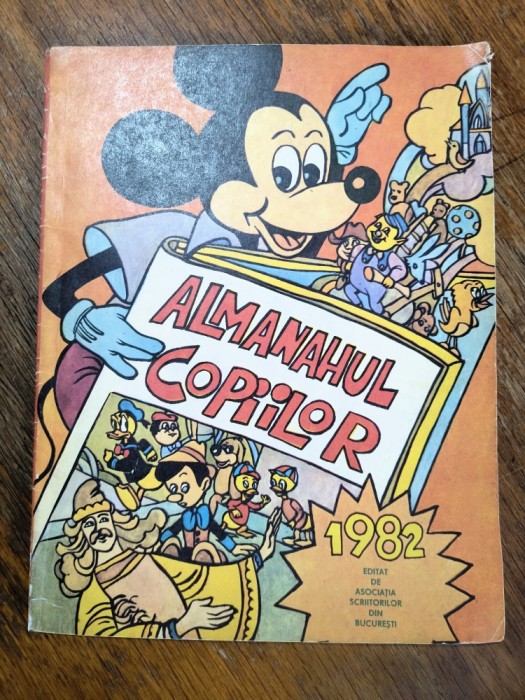 ALMANAHUL
COPIILOR
1982
EDITAT
DE
ASOCIAȚIA
SCRIITORILOR
DIN
BUCUREȘTI